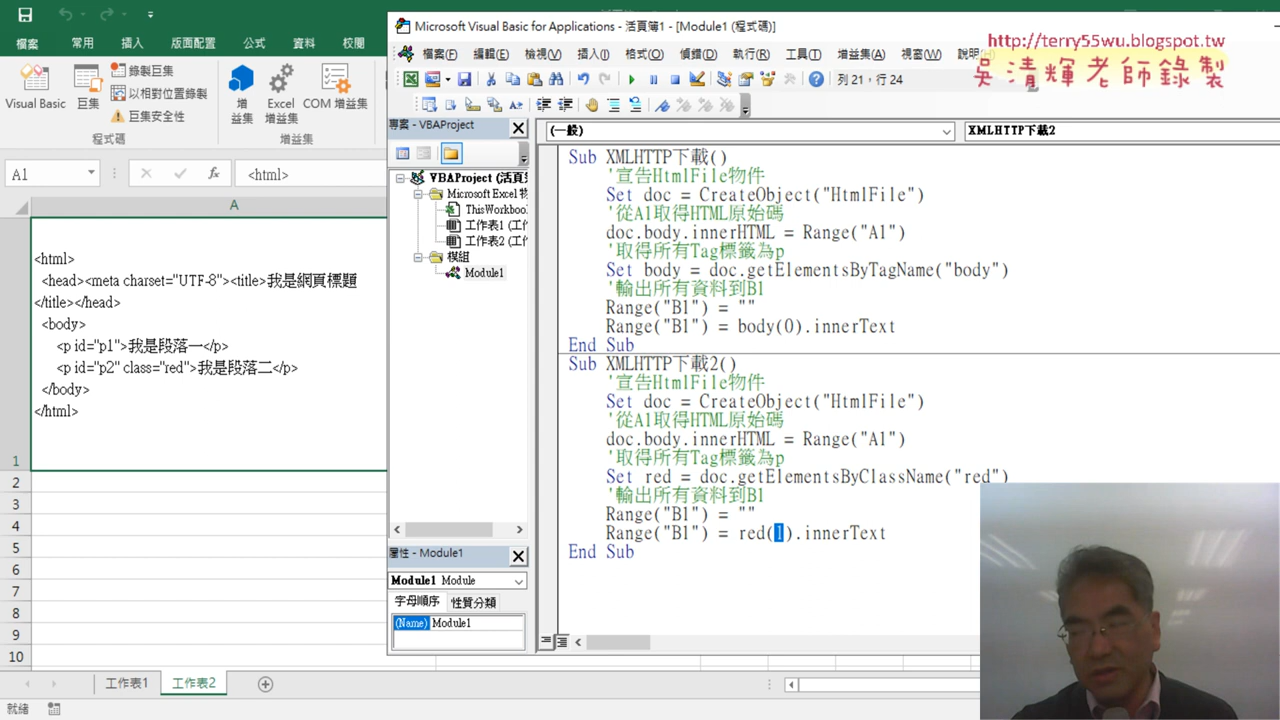 Microsoft Visual Basic for Applications - 活頁簿1 - [Module1 (程式碼)]
http://terry55wu.blogspot.tw
吳清輝老師錄製
檔案 常用 插入 版面配置 公式 資料 校閱
檔案(F) 編輯(E) 檢視(V) 插入(I) 格式(O) 偵錯(D) 執行(R) 工具(T) 增益集(A) 視窗(W) 說明
列 21，行 24
Visual Basic
巨集
錄製巨集
以相對位置錄製
巨集安全性
程式碼
增益集
Excel 增益集
COM 增益集
增益集
A1
<html>
專案 - VBAProject
VBAProject (活頁
Microsoft Excel 物
ThisWorkboo
工作表1 (工
工作表2 (工
模組
Module1
屬性 - Module1
Module1 Module
字母順序 性質分類
(Name) Module1
(一般)
XMLHTTP下載2
Sub XMLHTTP下載()
'宣告HtmlFile物件
Set doc = CreateObject("HtmlFile")
'從A1取得HTML原始碼
doc.body.innerHTML = Range("A1")
'取得所有Tag標籤為p
Set body = doc.getElementsByTagName("body")
'輸出所有資料到B1
Range("B1") = ""
Range("B1") = body(0).innerText
End Sub
Sub XMLHTTP下載2()
'宣告HtmlFile物件
Set doc = CreateObject("HtmlFile")
'從A1取得HTML原始碼
doc.body.innerHTML = Range("A1")
'取得所有Tag標籤為p
Set red = doc.getElementsByClassName("red")
'輸出所有資料到B1
Range("B1") = ""
Range("B1") = red(1).innerText
End Sub
A
<html>
<head><meta charset="UTF-8"><title>我是網頁標題
</title></head>
<body>
<p id="p1">我是段落一</p>
<p id="p2" class="red">我是段落二</p>
</body>
</html>
1
2
3
4
5
6
7
8
9
10
工作表1 工作表2
就緒